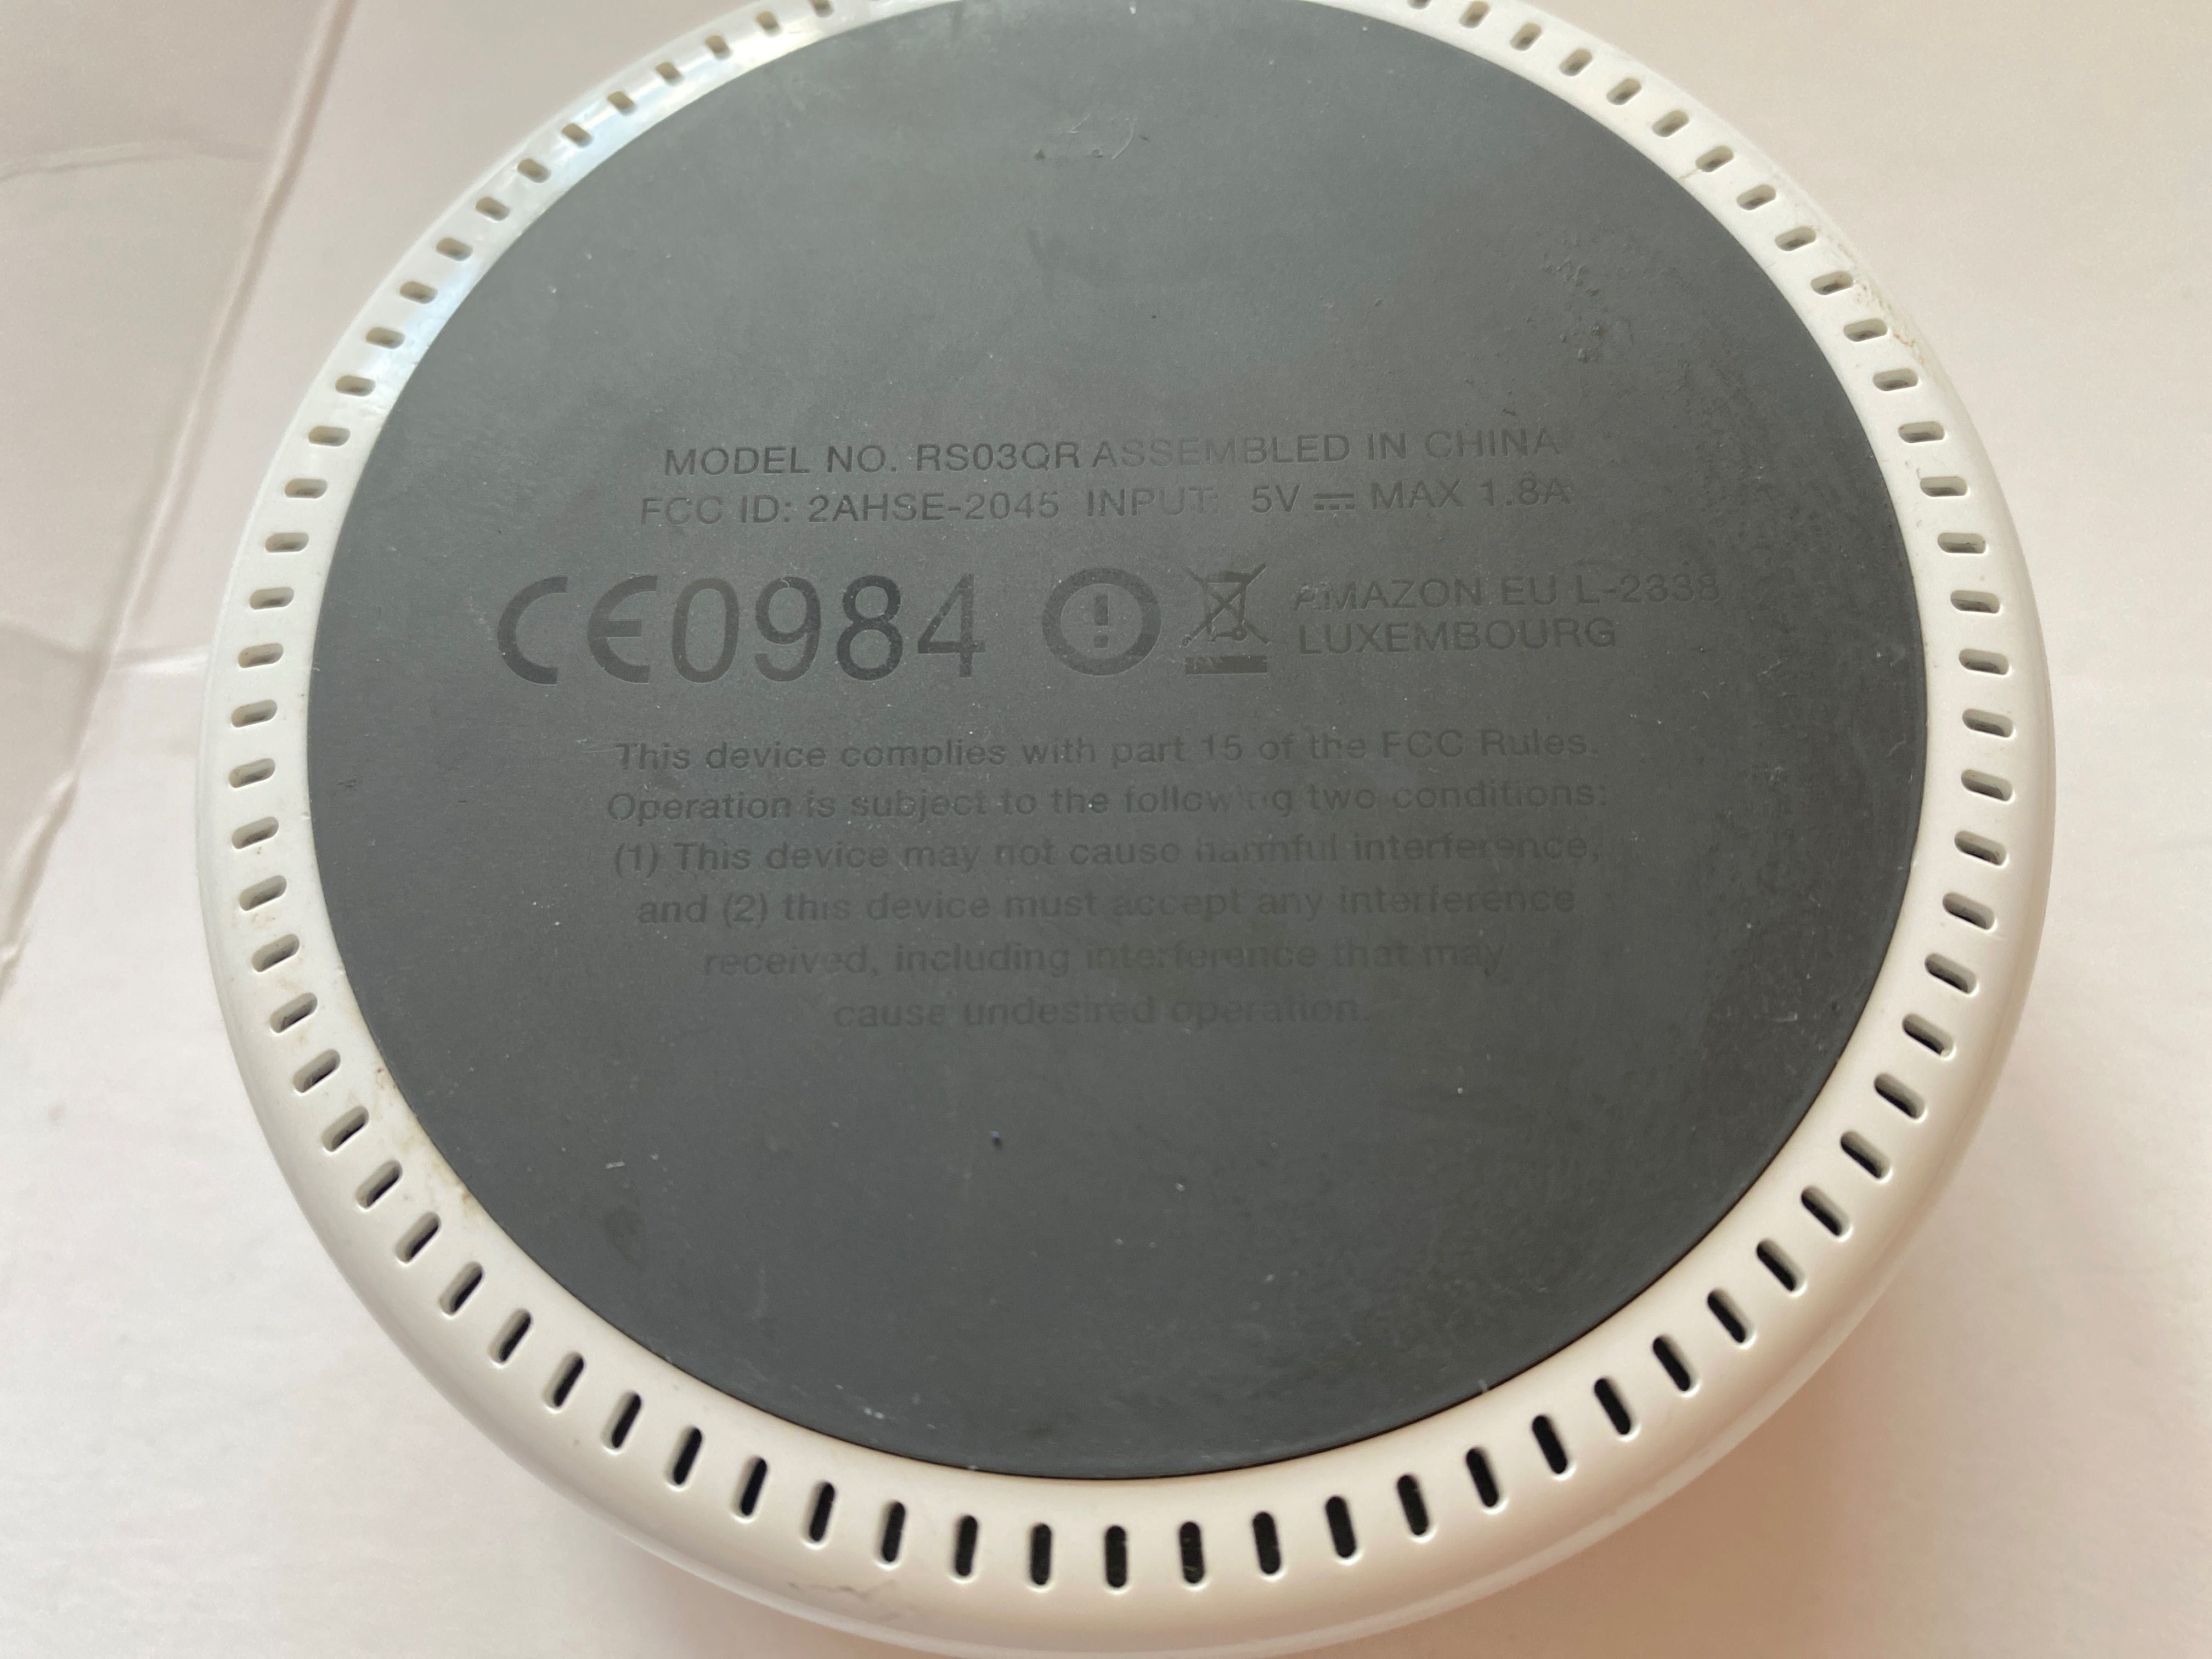 MODEL NO. RS03QR ASSEMBLED IN CHINA
FCC ID: 2AHSE-2045 INPUT: 5V ⎓ MAX 1.8A
CE0984 AMAZON EU L-2338
LUXEMBOURG
This device complies with part 15 of the FCC Rules.
Operation is subject to the following two conditions:
(1) This device may not cause harmful interference,
and (2) this device must accept any interference
received, including interference that may
cause undesired operation.